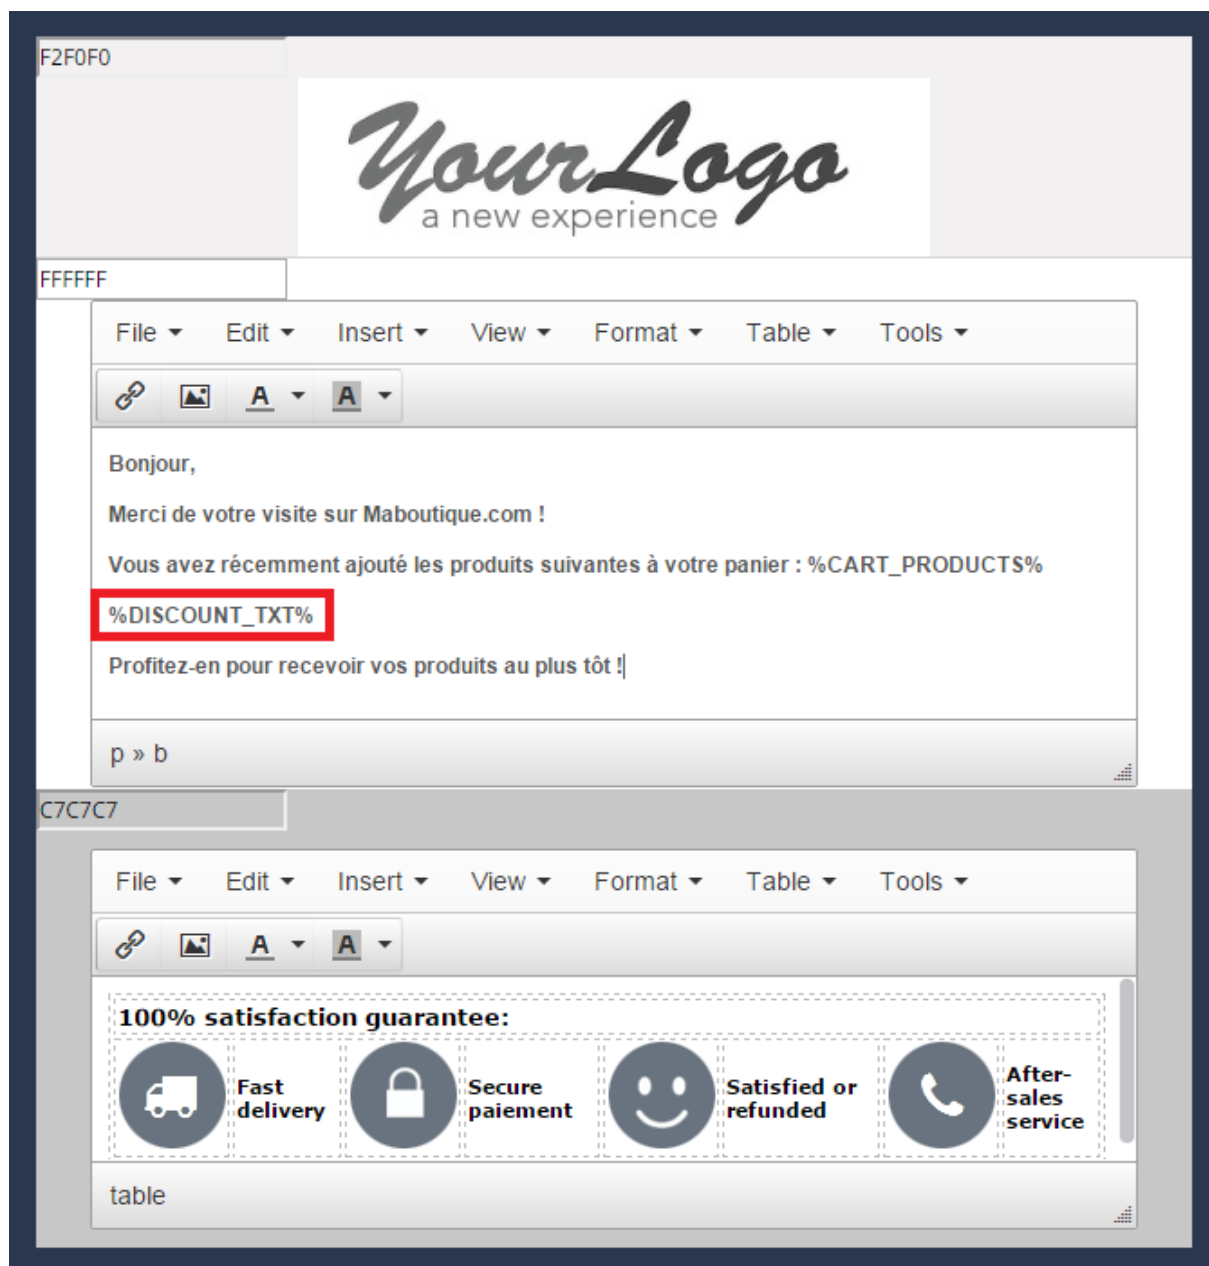 F2F0F0
YourLogo
a new experience
FFFFFF
File Edit Insert View Format Table Tools
A A
Bonjour,
Merci de votre visite sur Maboutique.com !
Vous avez récemment ajouté les produits suivantes à votre panier : %CART_PRODUCTS%
%DISCOUNT_TXT%
Profitez-en pour recevoir vos produits au plus tôt !
p » b
C7C7C7
File Edit Insert View Format Table Tools
A A
100% satisfaction guarantee:
Fast
delivery
Secure
paiement
Satisfied or
refunded
After-
sales
service
table